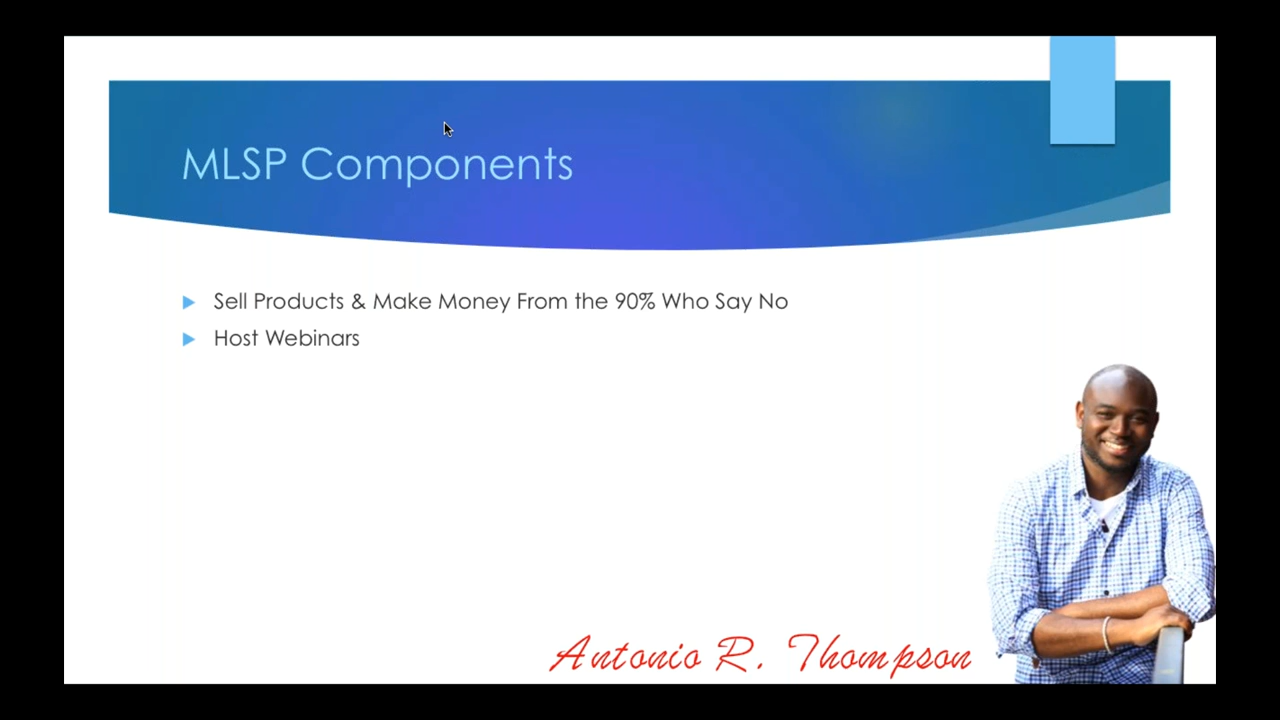 MLSP Components
Sell Products & Make Money From the 90% Who Say No
Host Webinars
Antonio R. Thompson